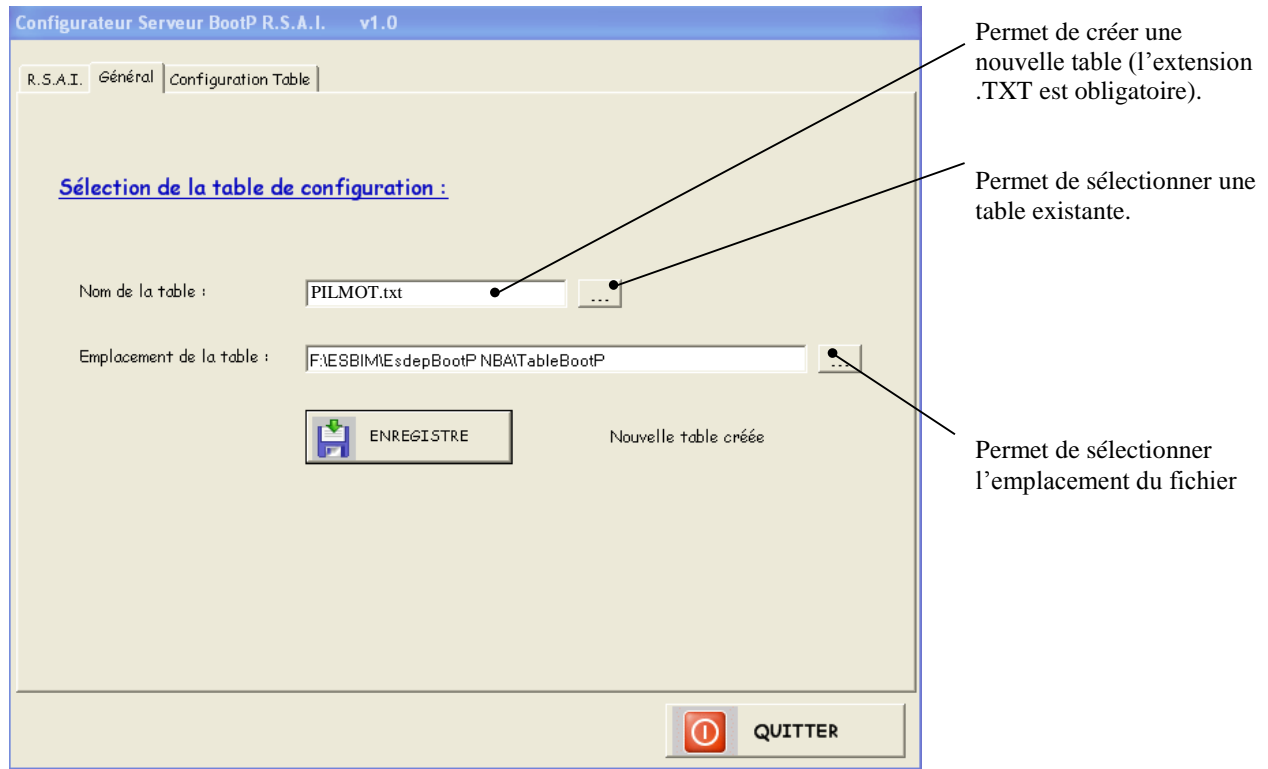 Configurateur Serveur BootP R.S.A.I. v1.0
R.S.A.I. Général Configuration Table
Sélection de la table de configuration :
Nom de la table : PILMOT.txt ...
Emplacement de la table : F:\ESBIM\EsdepBootP NBA\TableBootP ...
ENREGISTRE Nouvelle table créée
QUITTER
Permet de créer une
nouvelle table (l’extension
.TXT est obligatoire).
Permet de sélectionner une
table existante.
Permet de sélectionner
l’emplacement du fichier